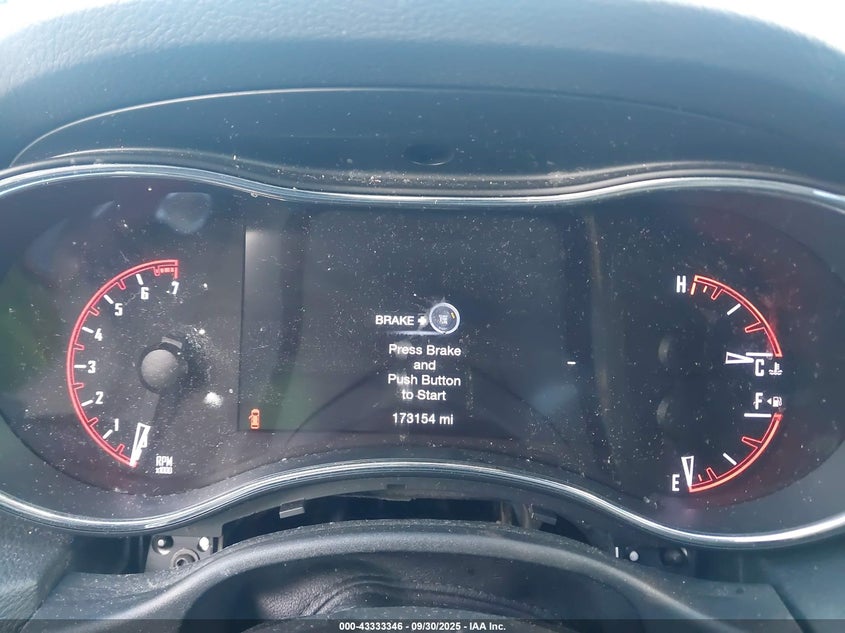 7
6
5
4
3
2
1
RPM
x1000
BRAKE +
Press Brake
and
Push Button
to Start
173154 mi
H
C
F
E
000-43333346 - 09/30/2025 - IAA Inc.